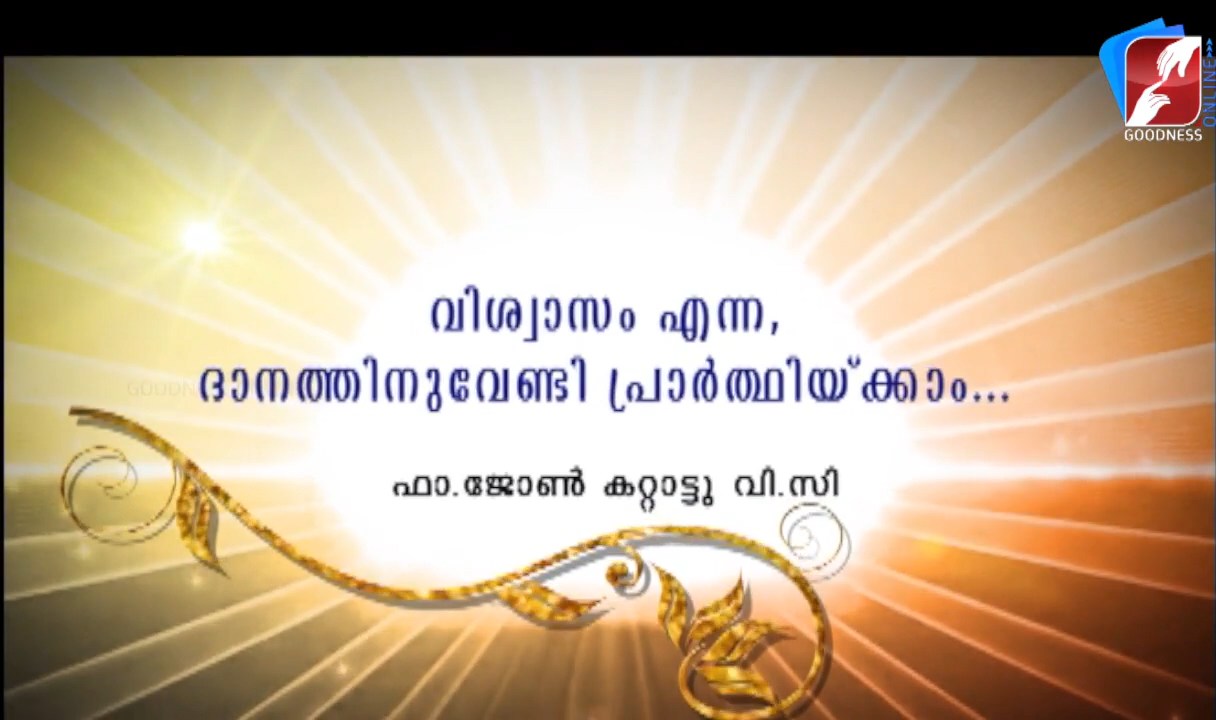 ONLINE
GOODNESS
വിശ്വാസം എന്ന,
ദാനത്തിനുവേണ്ടി പ്രാർത്ഥിയ്ക്കാം...
ഫാ.ജോൺ കറ്റാട്ടു വി.സി